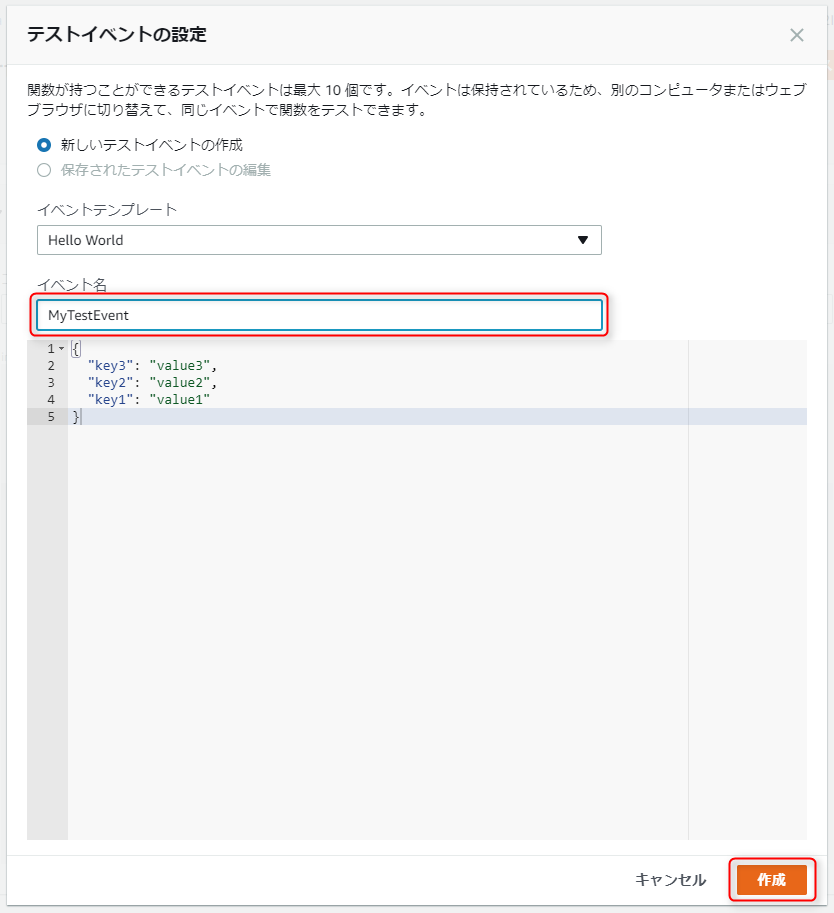 テストイベントの設定
関数が持つことができるテストイベントは最大 10 個です。イベントは保持されているため、別のコンピュータまたはウェブ
ブラウザに切り替えて、同じイベントで関数をテストできます。
新しいテストイベントの作成
保存されたテストイベントの編集
イベントテンプレート
Hello World
イベント名
MyTestEvent
1 {
2 "key3": "value3",
3 "key2": "value2",
4 "key1": "value1"
5 }
キャンセル 作成